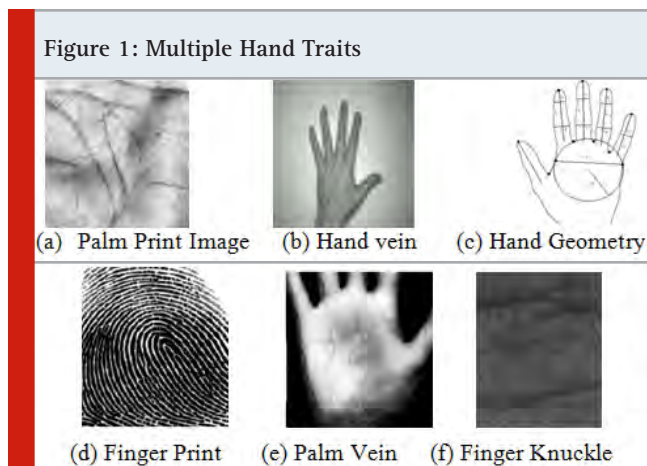 Figure 1: Multiple Hand Traits
(a) Palm Print Image (b) Hand vein (c) Hand Geometry
(d) Finger Print (e) Palm Vein (f) Finger Knuckle